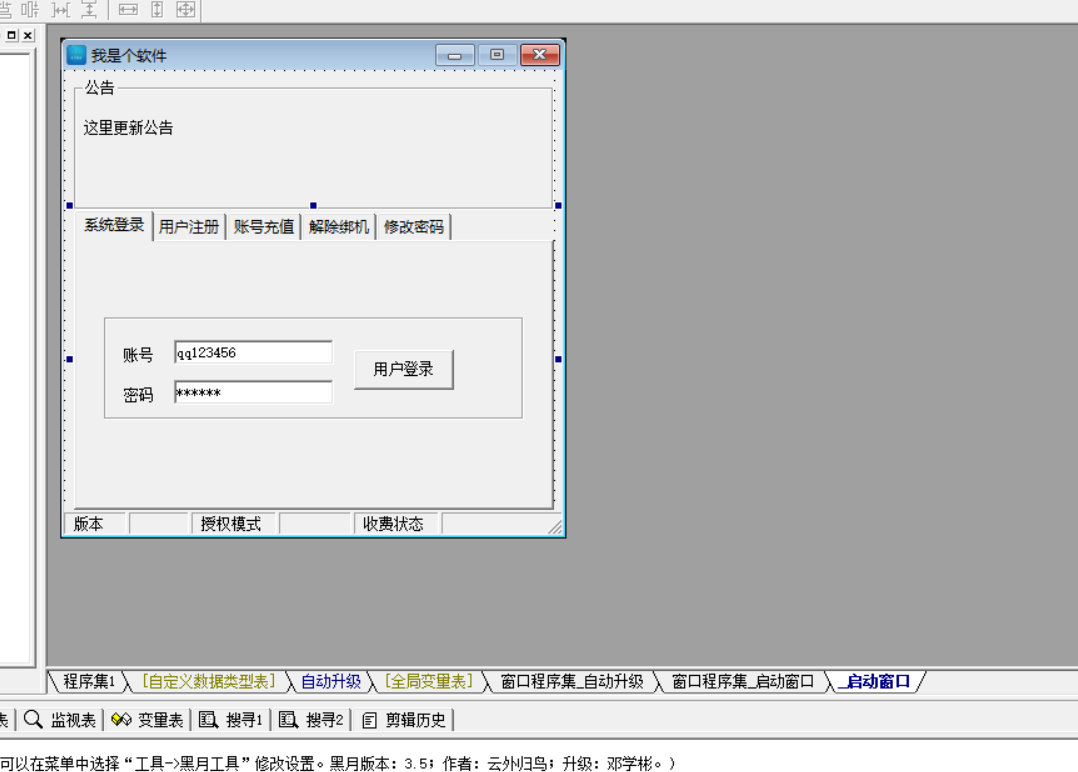 我是个软件
公告
这里更新公告
系统登录 用户注册 账号充值 解除绑机 修改密码
账号 qq123456
用户登录
密码 ******
版本 授权模式 收费状态
程序集1 [自定义数据类型表] 自动升级 [全局变量表] 窗口程序集_自动升级 窗口程序集_启动窗口 _启动窗口
表 监视表 变量表 搜寻1 搜寻2 剪辑历史
可以在菜单中选择“工具->黑月工具”修改设置。黑月版本：3.5；作者：云外归鸟；升级：邓学彬。)